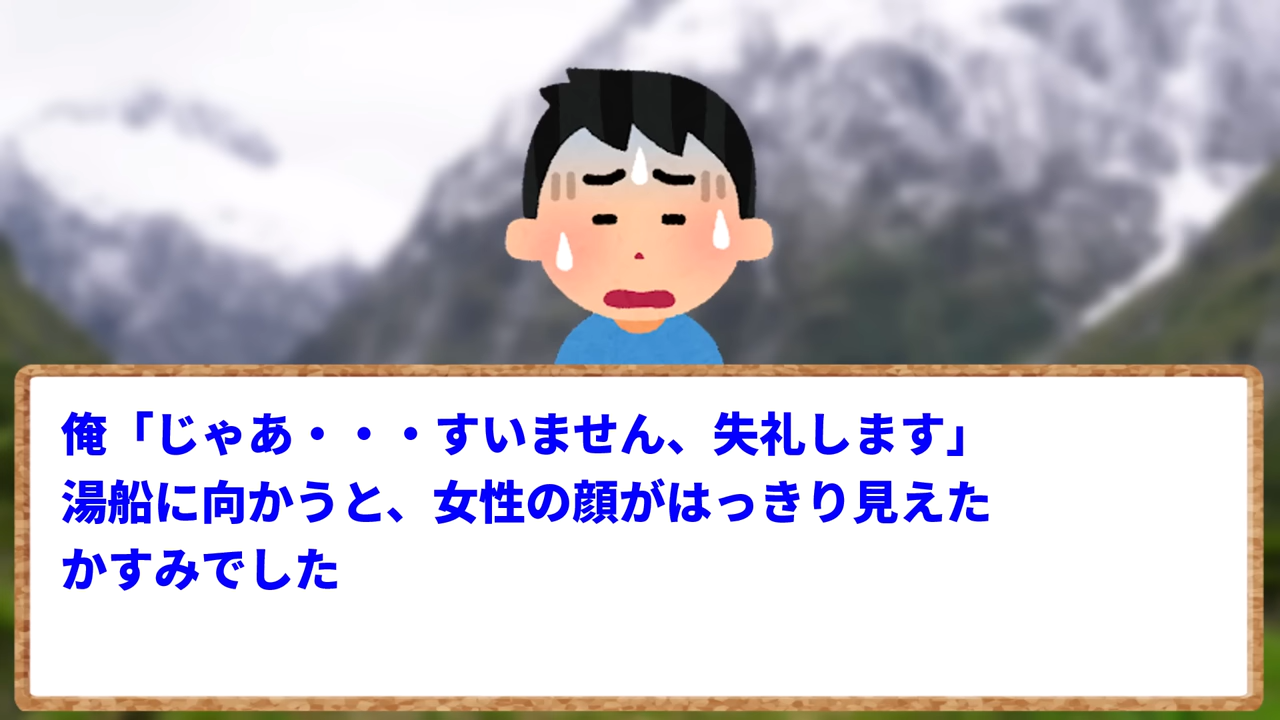 俺「じゃあ・・・すいません、失礼します」
湯船に向かうと、女性の顔がはっきり見えた
かすみでした